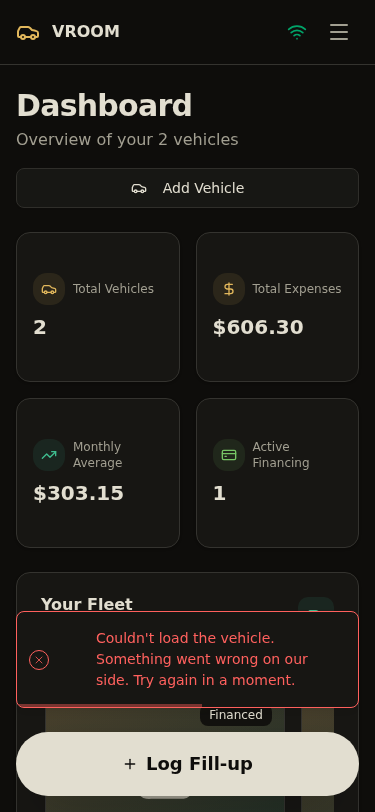 VROOM
Dashboard
Overview of your 2 vehicles
Add Vehicle
Total Vehicles
2
Total Expenses
$606.30
Monthly
Average
$303.15
Active
Financing
1
Your Fleet
Couldn't load the vehicle.
Something went wrong on our
side. Try again in a moment.
Financed
+ Log Fill-up